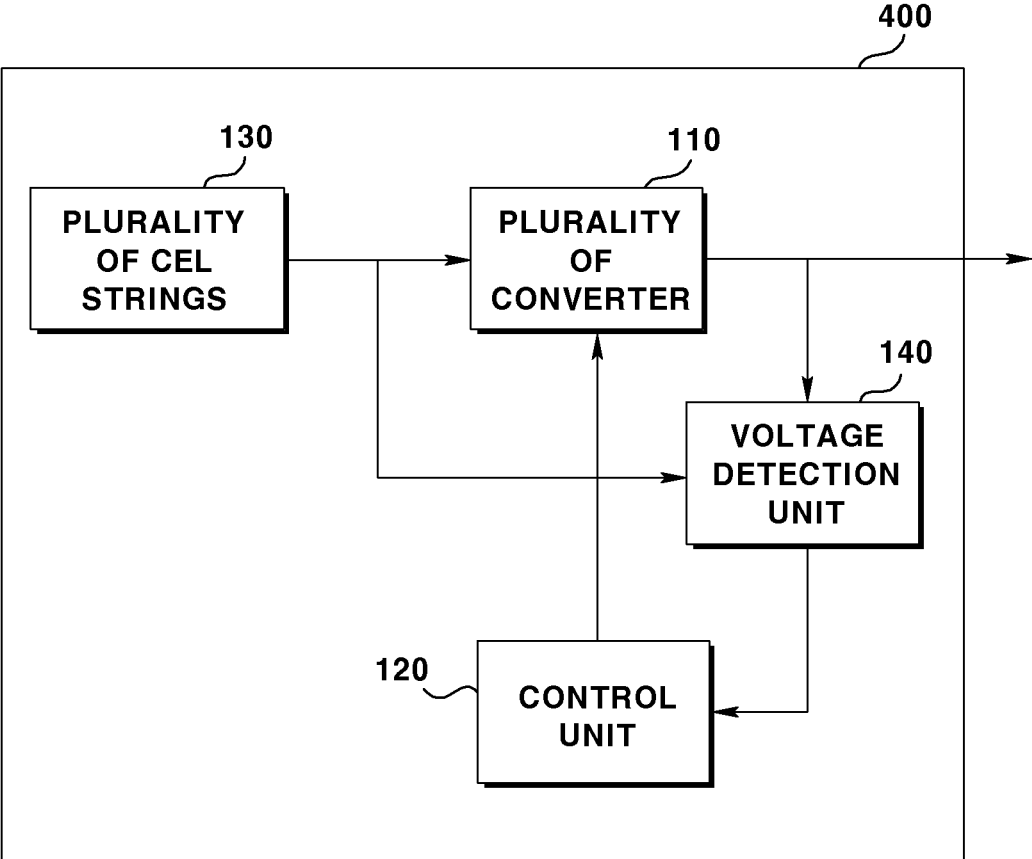 400
130
PLURALITY
OF CEL
STRINGS
110
PLURALITY
OF
CONVERTER
140
VOLTAGE
DETECTION
UNIT
120
CONTROL
UNIT